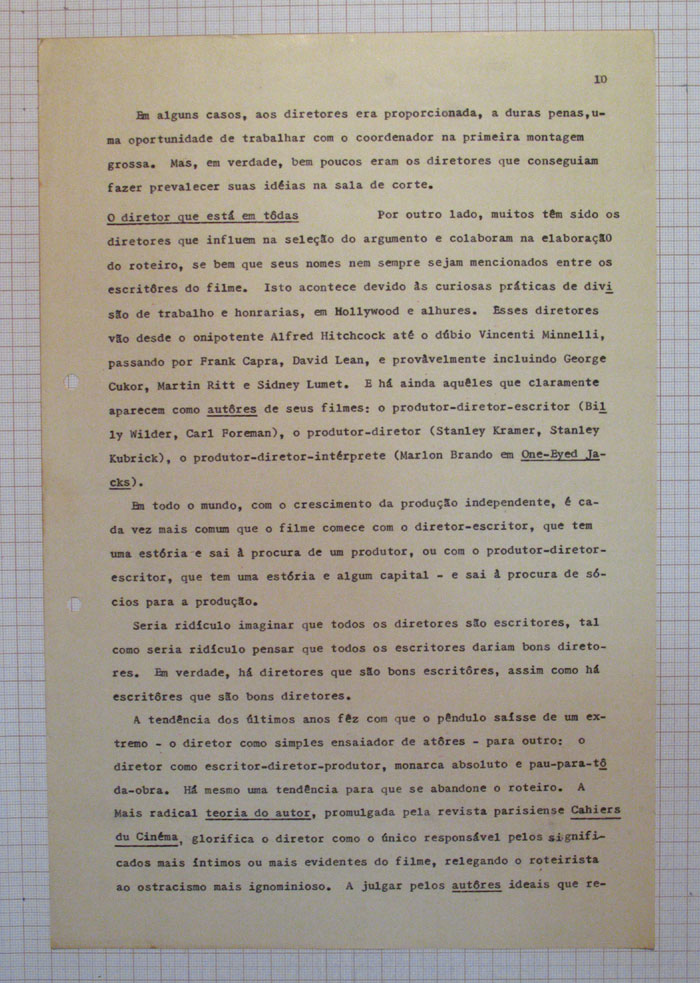 10
Em alguns casos, aos diretores era proporcionada, a duras penas,u-
ma oportunidade de trabalhar com o coordenador na primeira montagem
grossa. Mas, em verdade, bem poucos eram os diretores que conseguiam
fazer prevalecer suas idéias na sala de corte.
O diretor que está em tôdas Por outro lado, muitos têm sido os
diretores que influem na seleção do argumento e colaboram na elaboração
do roteiro, se bem que seus nomes nem sempre sejam mencionados entre os
escritôres do filme. Isto acontece devido às curiosas práticas de divi
são de trabalho e honrarias, em Hollywood e alhures. Esses diretores
vão desde o onipotente Alfred Hitchcock até o dúbio Vincenti Minnelli,
passando por Frank Capra, David Lean, e provàvelmente incluindo George
Cukor, Martin Ritt e Sidney Lumet. E há ainda aquêles que claramente
aparecem como autôres de seus filmes: o produtor-diretor-escritor (Bil
ly Wilder, Carl Foreman), o produtor-diretor (Stanley Kramer, Stanley
Kubrick), o produtor-diretor-intérprete (Marlon Brando em One-Eyed Ja-
cks).
Em todo o mundo, com o crescimento da produção independente, é ca-
da vez mais comum que o filme comece com o diretor-escritor, que tem
uma estória e sai à procura de um produtor, ou com o produtor-diretor-
escritor, que tem uma estória e algum capital - e sai à procura de só-
cios para a produção.
Seria ridículo imaginar que todos os diretores são escritores, tal
como seria ridículo pensar que todos os escritores dariam bons direto-
res. Em verdade, há diretores que são bons escritôres, assim como há
escritôres que são bons diretores.
A tendência dos últimos anos fêz com que o pêndulo saísse de um ex-
tremo - o diretor como simples ensaiador de atôres - para outro: o
diretor como escritor-diretor-produtor, monarca absoluto e pau-para-tô
da-obra. Há mesmo uma tendência para que se abandone o roteiro. A
Mais radical teoria do autor, promulgada pela revista parisiense Cahiers
du Cinéma, glorifica o diretor como o único responsável pelos signifi-
cados mais íntimos ou mais evidentes do filme, relegando o roteirista
ao ostracismo mais ignominioso. A julgar pelos autôres ideais que re-